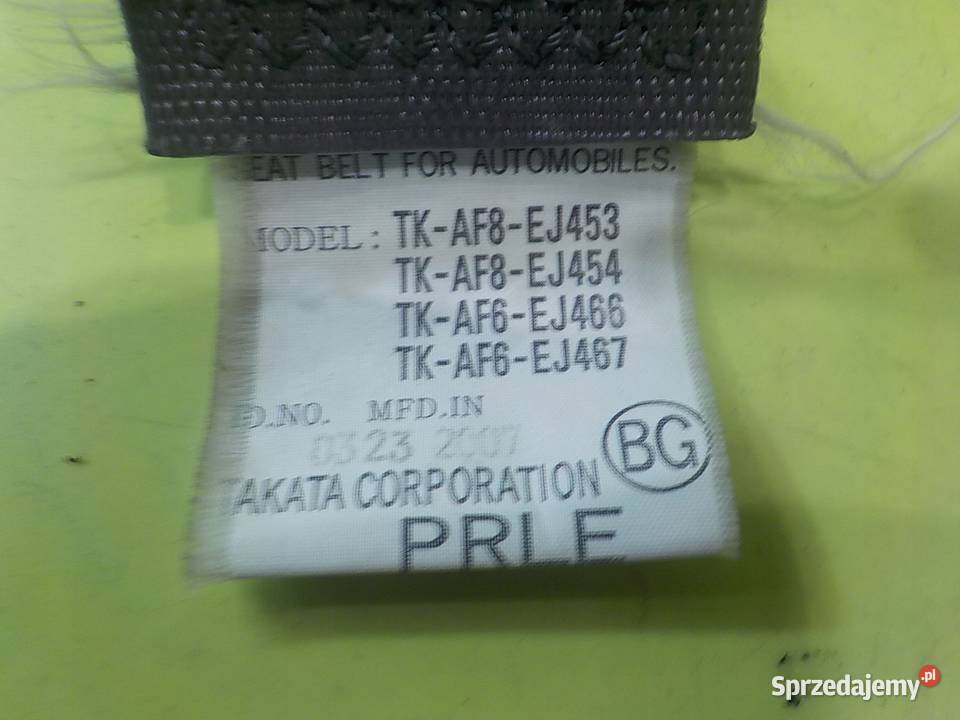 EAT BELT FOR AUTOMOBILES.
MODEL: TK-AF8-EJ453
TK-AF8-EJ454
TK-AF6-EJ466
TK-AF6-EJ467
D.NO. MFD.IN
0323 2007
BG
TAKATA CORPORATION
PRLE
Sprzedajemy.pl